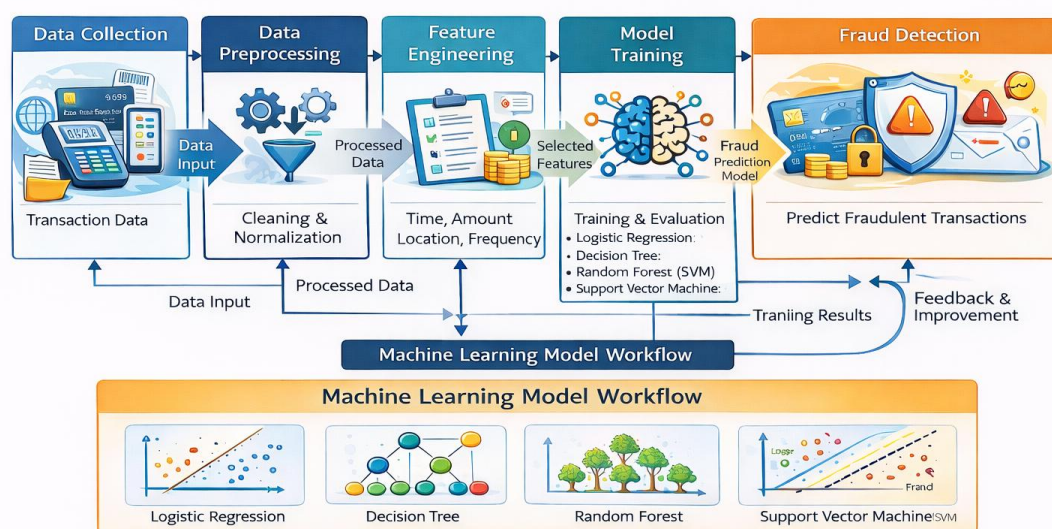 Data Collection
Data
Preprocessing
Feature
Engineering
Model
Training
Fraud Detection
Data
Input
Processed
Data
Selected
Features
Fraud
Prediction
Model
Transaction Data
Cleaning &
Normalization
Time, Amount
Location, Frequency
Training & Evaluation
• Logistic Regression:
• Decision Tree:
• Random Forest (SVM)
• Support Vector Machine:
Predict Fraudulent Transactions
Data Input
Processed Data
Traniing Results
Feedback &
Improvement
Machine Learning Model Workflow
Machine Learning Model Workflow
Logistic Regression
Decision Tree
Random Forest
Frand
Support Vector Machine (SVM)